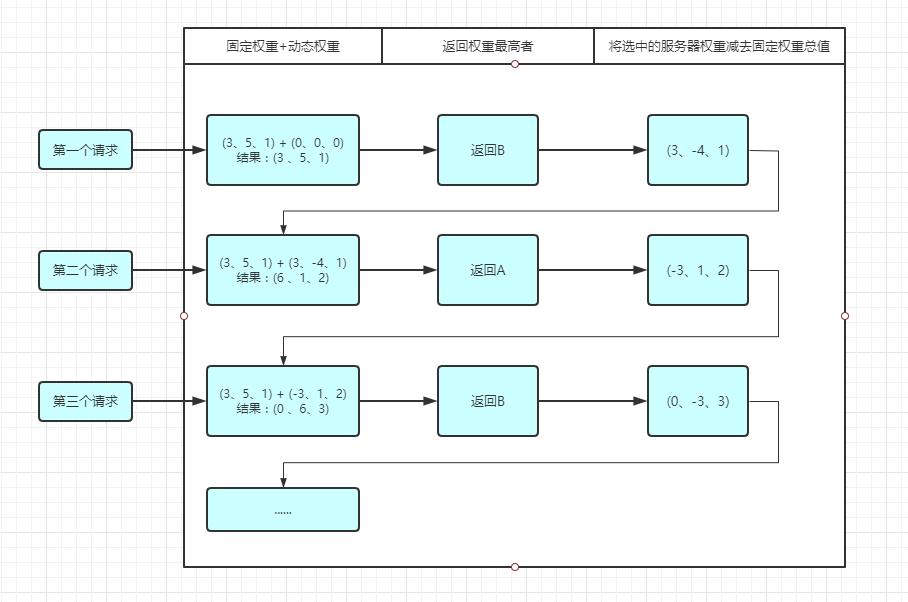 固定权重+动态权重
返回权重最高者
将选中的服务器权重减去固定权重总值
第一个请求
(3、5、1) + (0、0、0)
结果：(3 、5、1)
返回B
(3、-4、1)
第二个请求
(3、5、1) + (3、-4、1)
结果：(6 、1、2)
返回A
(-3、1、2)
第三个请求
(3、5、1) + (-3、1、2)
结果：(0 、6、3)
返回B
(0、-3、3)
......